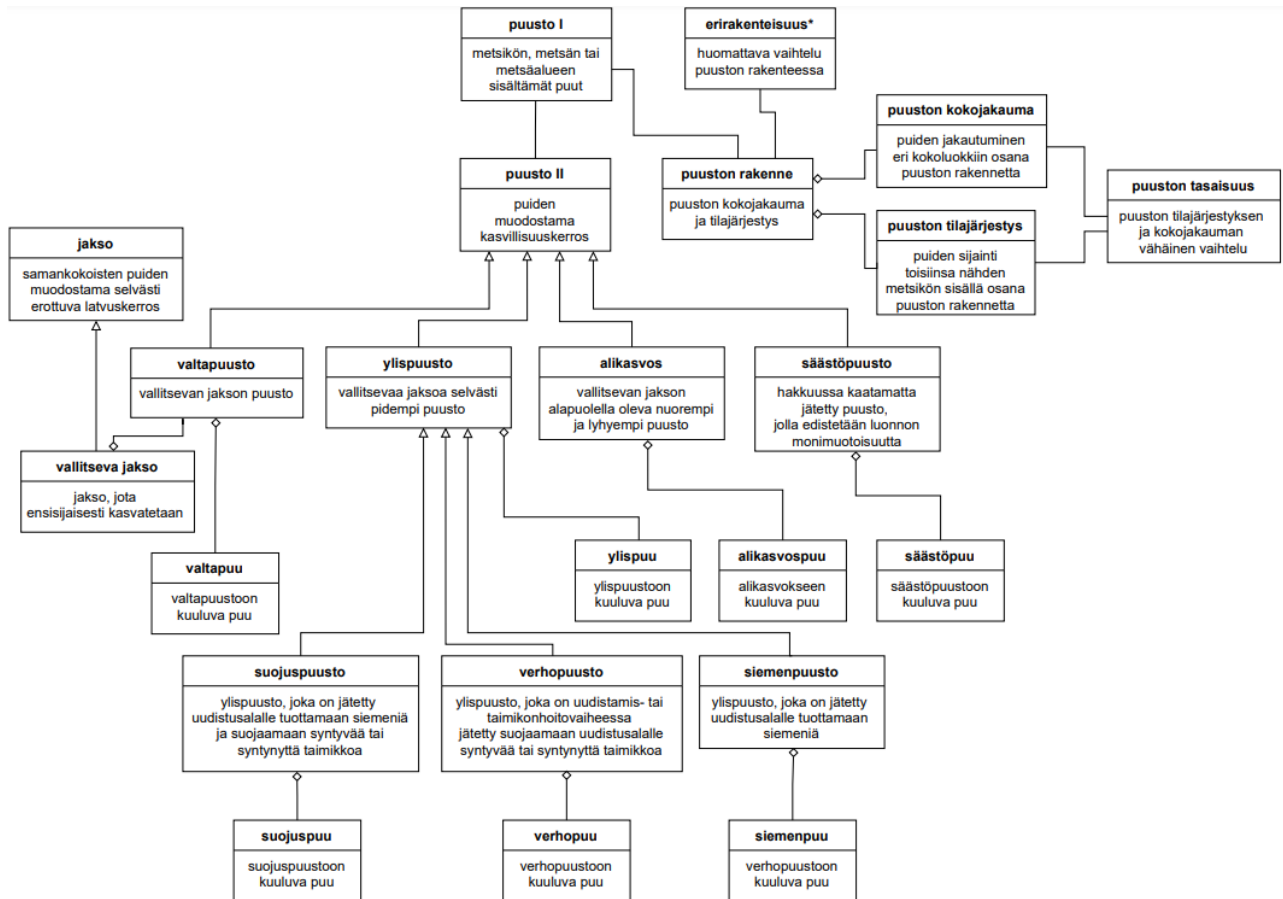 puusto I
metsikön, metsän tai
metsäalueen
sisältämät puut
erirakenteisuus*
huomattava vaihtelu
puuston rakenteessa
puuston kokojakauma
puiden jakautuminen
eri kokoluokkiin osana
puuston rakennetta
puusto II
puiden
muodostama
kasvillisuuskerros
puuston rakenne
puuston kokojakauma
ja tilajärjestys
puuston tasaisuus
puuston tilajärjestyksen
ja kokojakauman
vähäinen vaihtelu
puuston tilajärjestys
puiden sijainti
toisiinsa nähden
metsikön sisällä osana
puuston rakennetta
jakso
samankokoisten puiden
muodostama selvästi
erottuva latvuskerros
valtapuusto
vallitsevan jakson puusto
ylispuusto
vallitsevaa jaksoa selvästi
pidempi puusto
alikasvos
vallitsevan jakson
alapuolella oleva nuorempi
ja lyhyempi puusto
säästöpuusto
hakkuussa kaatamatta
jätetty puusto,
jolla edistetään luonnon
monimuotoisuutta
vallitseva jakso
jakso, jota
ensisijaisesti kasvatetaan
valtapuu
valtapuustoon
kuuluva puu
ylispuu
ylispuustoon
kuuluva puu
alikasvospuu
alikasvokseen
kuuluva puu
säästöpuu
säästöpuustoon
kuuluva puu
suojuspuusto
ylispuusto, joka on jätetty
uudistusalalle tuottamaan siemeniä
ja suojaamaan syntyvää tai
syntynyttä taimikkoa
verhopuusto
ylispuusto, joka on uudistamis- tai
taimikonhoitovaiheessa
jätetty suojaamaan uudistusalalle
syntyvää tai syntynyttä taimikkoa
siemenpuusto
ylispuusto, joka on jätetty
uudistusalalle tuottamaan
siemeniä
suojuspuu
suojuspuustoon
kuuluva puu
verhopuu
verhopuustoon
kuuluva puu
siemenpuu
verhopuustoon
kuuluva puu